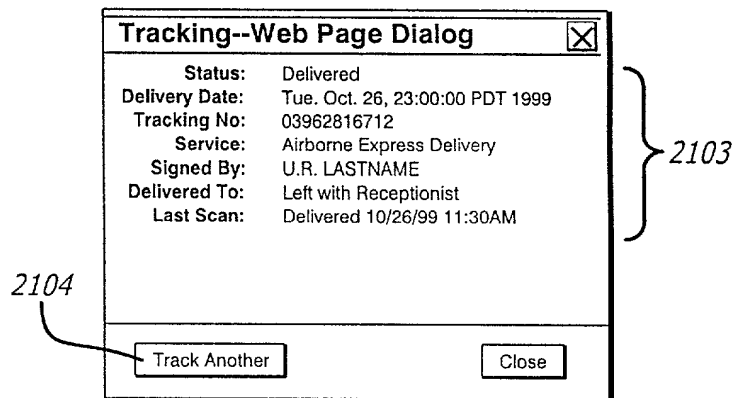 Tracking--Web Page Dialog
Status: Delivered
Delivery Date: Tue. Oct. 26, 23:00:00 PDT 1999
Tracking No: 03962816712
Service: Airborne Express Delivery
Signed By: U.R. LASTNAME
Delivered To: Left with Receptionist
Last Scan: Delivered 10/26/99 11:30AM
2103
2104
Track Another Close